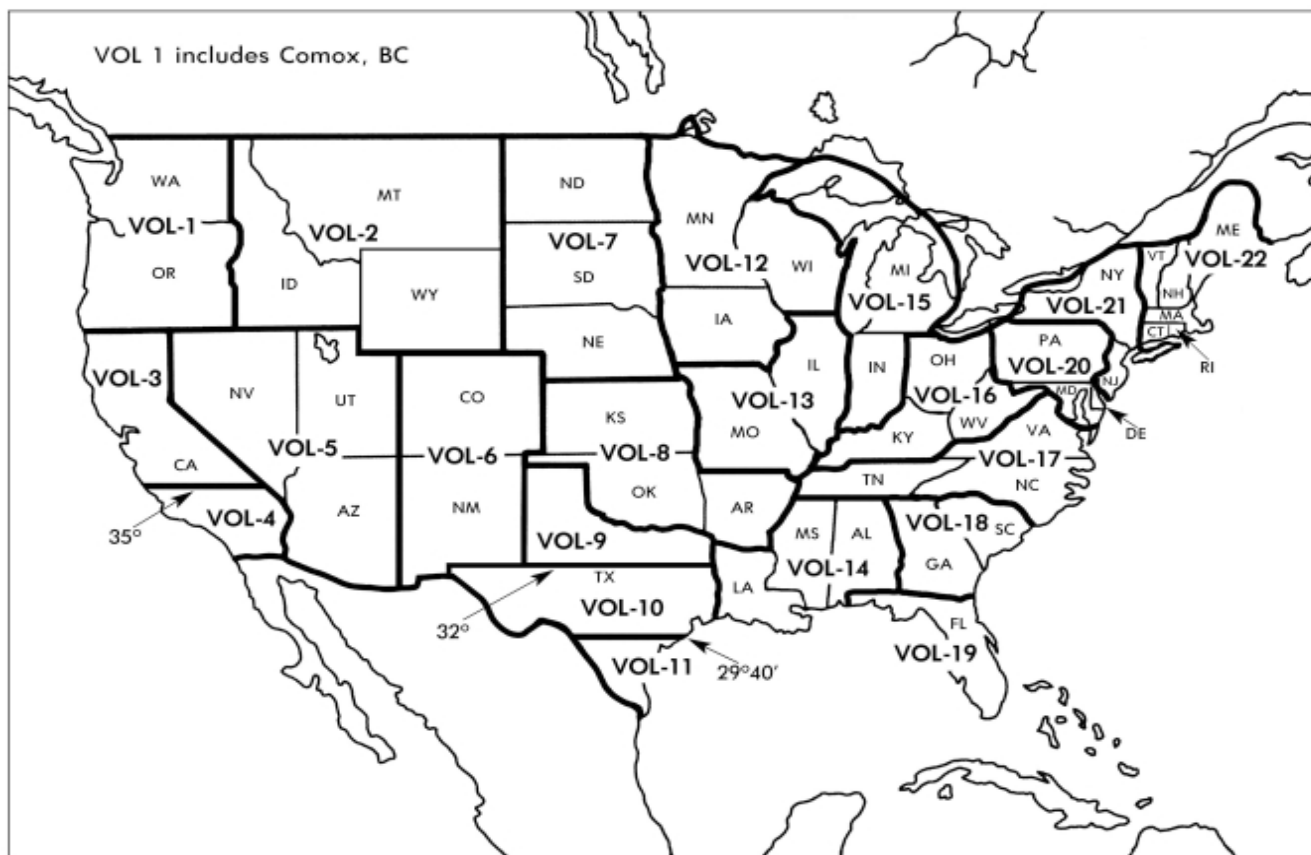 VOL 1 includes Comox, BC
WA
VOL-1
OR
MT
VOL-2
ID
WY
ND
VOL-7
SD
NE
MN
VOL-12
WI
IA
MI
VOL-15
ME
VOL-22
VT
NH
NY
VOL-21
MA
CT
RI
PA
VOL-20
NJ
MD
DE
VOL-3
NV
UT
VOL-5
CA
CO
VOL-6
KS
VOL-8
IL
VOL-13
MO
IN
OH
VOL-16
WV
KY
VA
VOL-17
TN
NC
35°
VOL-4
AZ
NM
OK
AR
VOL-9
MS
AL
VOL-14
VOL-18
SC
GA
32°
TX
VOL-10
LA
VOL-11
29°40'
FL
VOL-19